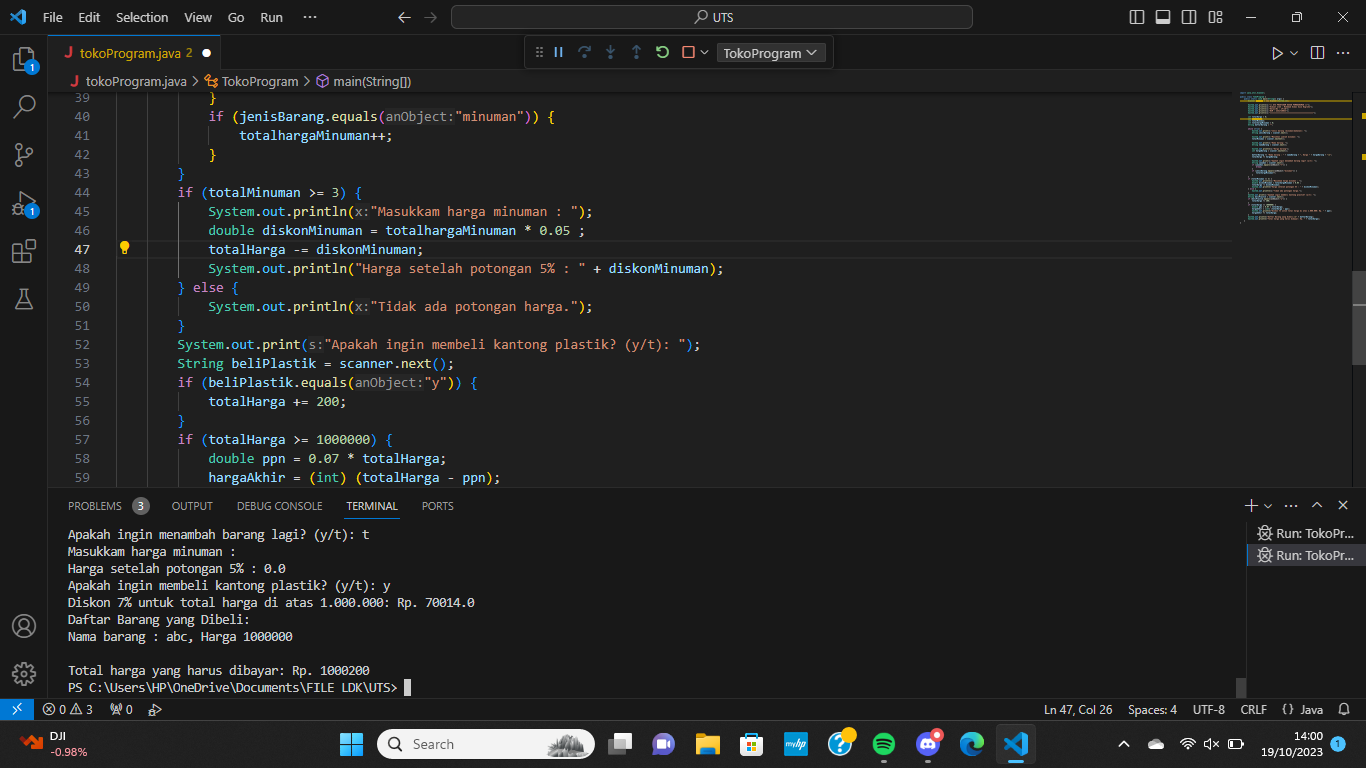 File Edit Selection View Go Run ··· UTS
tokoProgram.java 2
TokoProgram
tokoProgram.java > TokoProgram > main(String[])
39 }
40 if (jenisBarang.equals(anObject:"minuman")) {
41 totalhargaMinuman++;
42 }
43 }
44 if (totalMinuman >= 3) {
45 System.out.println(x:"Masukkam harga minuman : ");
46 double diskonMinuman = totalhargaMinuman * 0.05 ;
47 totalHarga -= diskonMinuman;
48 System.out.println("Harga setelah potongan 5% : " + diskonMinuman);
49 } else {
50 System.out.println(x:"Tidak ada potongan harga.");
51 }
52 System.out.print(s:"Apakah ingin membeli kantong plastik? (y/t): ");
53 String beliPlastik = scanner.next();
54 if (beliPlastik.equals(anObject:"y")) {
55 totalHarga += 200;
56 }
57 if (totalHarga >= 1000000) {
58 double ppn = 0.07 * totalHarga;
59 hargaAkhir = (int) (totalHarga - ppn);
PROBLEMS 3 OUTPUT DEBUG CONSOLE TERMINAL PORTS
Apakah ingin menambah barang lagi? (y/t): t
Masukkam harga minuman :
Harga setelah potongan 5% : 0.0
Apakah ingin membeli kantong plastik? (y/t): y
Diskon 7% untuk total harga di atas 1.000.000: Rp. 70014.0
Daftar Barang yang Dibeli:
Nama barang : abc, Harga 1000000
Total harga yang harus dibayar: Rp. 1000200
PS C:\Users\HP\OneDrive\Documents\FILE LDK\UTS>
Run: TokoPr...
Run: TokoPr...
1
1
0 3 0 Ln 47, Col 26 Spaces: 4 UTF-8 CRLF {} Java
DJI
-0.98%
Search
myhp
14:00
19/10/2023
1